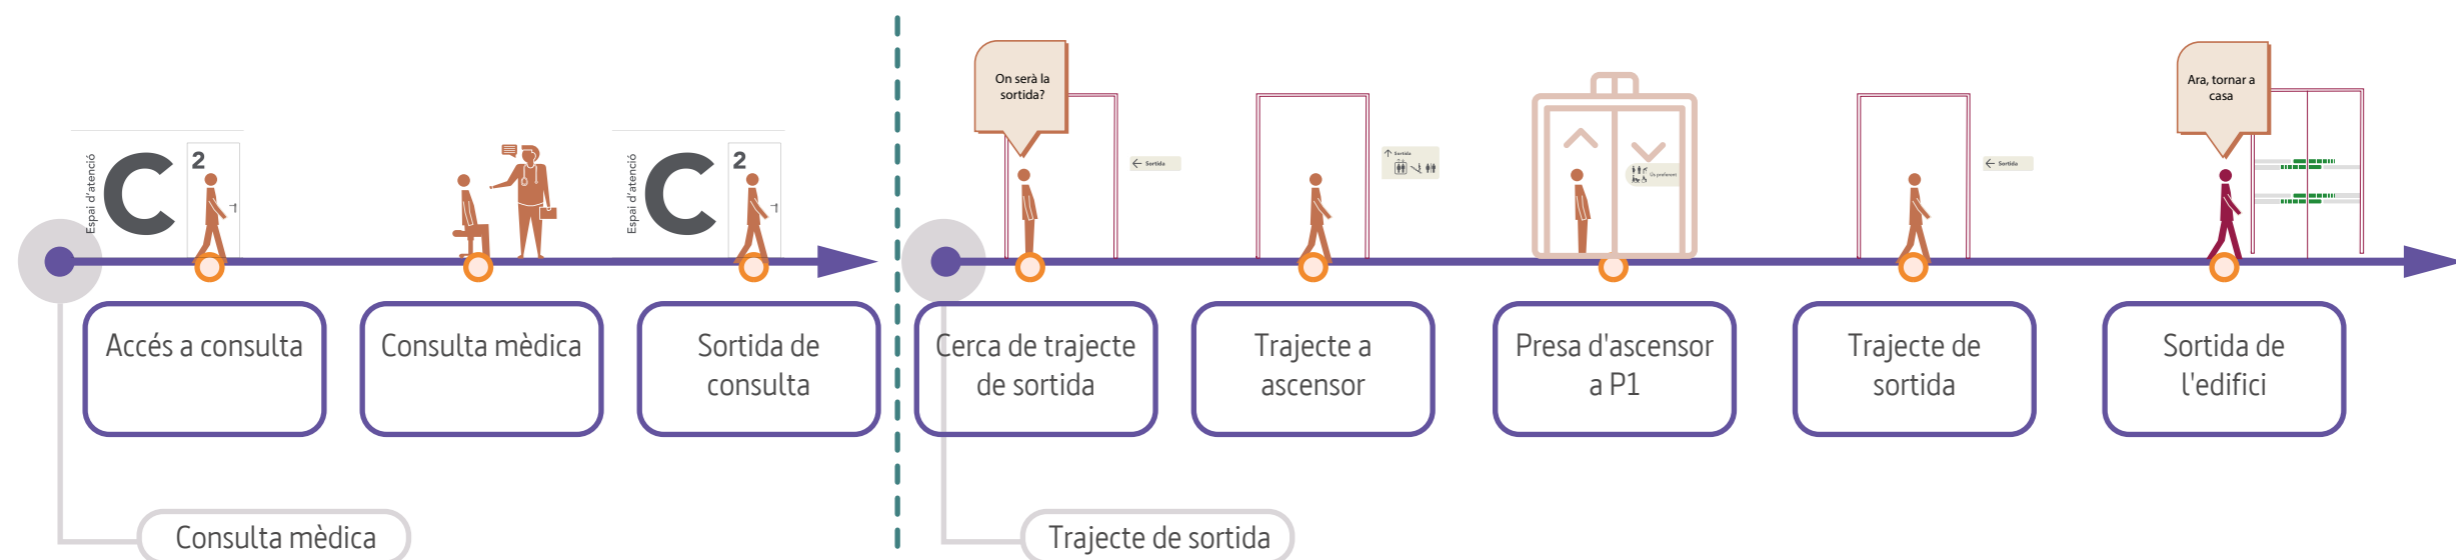 On serà la
sortida?
Ara, tornar a
casa
Espai d'atenció
C
2
Espai d'atenció
C
2
← Sortida
↑ Sortida
← Sortida
Accés a consulta
Consulta mèdica
Sortida de
consulta
Cerca de trajecte
de sortida
Trajecte a
ascensor
Presa d'ascensor
a P1
Trajecte de
sortida
Sortida de
l'edifici
Consulta mèdica
Trajecte de sortida